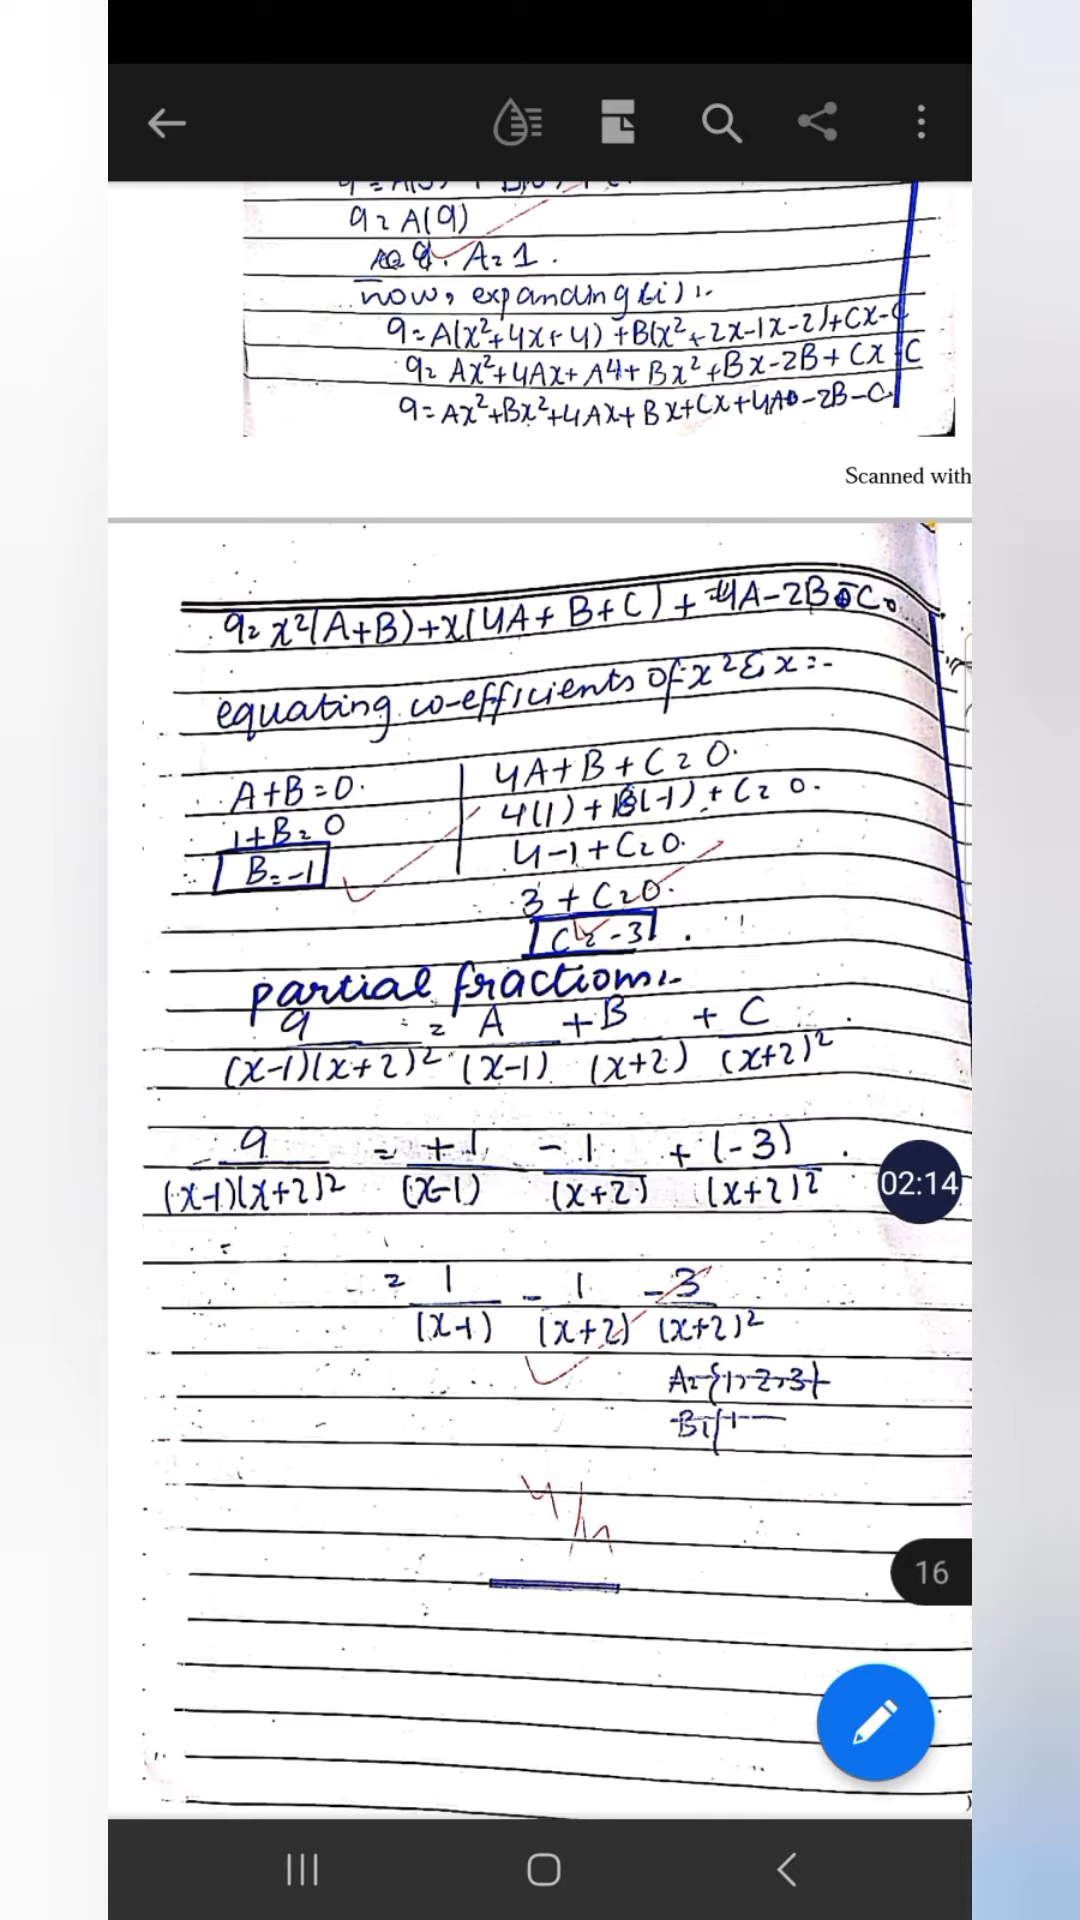 9 = A(9)
A = 1.
now, expanding (i) :-
9 = A(x²+4x+4) + B(x²+2x-1x-2)+Cx-C
9 = Ax²+4Ax+A4+Bx²+Bx-2B+Cx-C
9 = Ax²+Bx²+4Ax+Bx+Cx+4A-2B-C
Scanned with
9 = x²(A+B)+x(4A+B+C)+4A-2B-C.
equating co-efficients of x² & x :-
A+B=0.
1+B=0
B=-1
4A+B+C=0.
4(1)+(-1)+C=0.
4-1+C=0.
3+C=0.
C=-3
partial fraction :-
9 = A + B + C
(x-1)(x+2)² (x-1) (x+2) (x+2)²
9 = +1 - 1 + (-3)
(x-1)(x+2)² (x-1) (x+2) (x+2)²
02:14
= 1 - 1 - 3
(x-1) (x+2) (x+2)²
A={1,2,3}
16